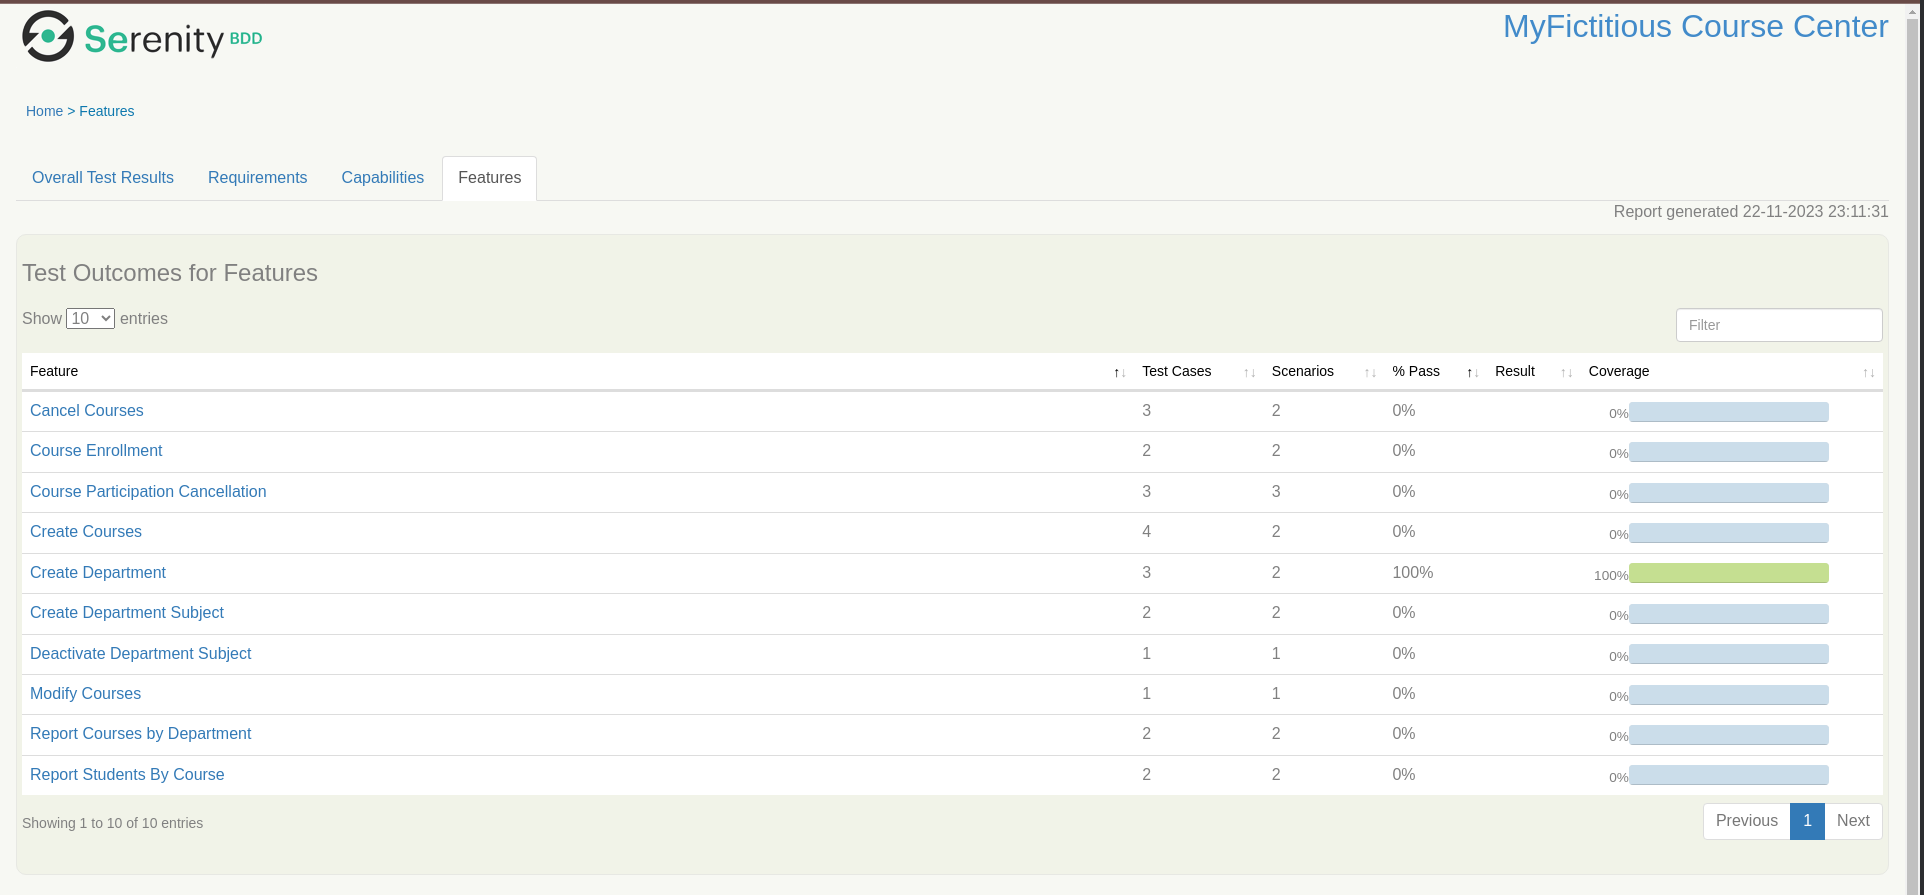 Serenity BDD
MyFictitious Course Center
Home > Features
Overall Test Results Requirements Capabilities Features
Report generated 22-11-2023 23:11:31
Test Outcomes for Features
Show 10 entries
Filter
Feature ↑↓ Test Cases ↑↓ Scenarios ↑↓ % Pass ↑↓ Result ↑↓ Coverage ↑↓
Cancel Courses 3 2 0% 0%
Course Enrollment 2 2 0% 0%
Course Participation Cancellation 3 3 0% 0%
Create Courses 4 2 0% 0%
Create Department 3 2 100% 100%
Create Department Subject 2 2 0% 0%
Deactivate Department Subject 1 1 0% 0%
Modify Courses 1 1 0% 0%
Report Courses by Department 2 2 0% 0%
Report Students By Course 2 2 0% 0%
Showing 1 to 10 of 10 entries
Previous 1 Next